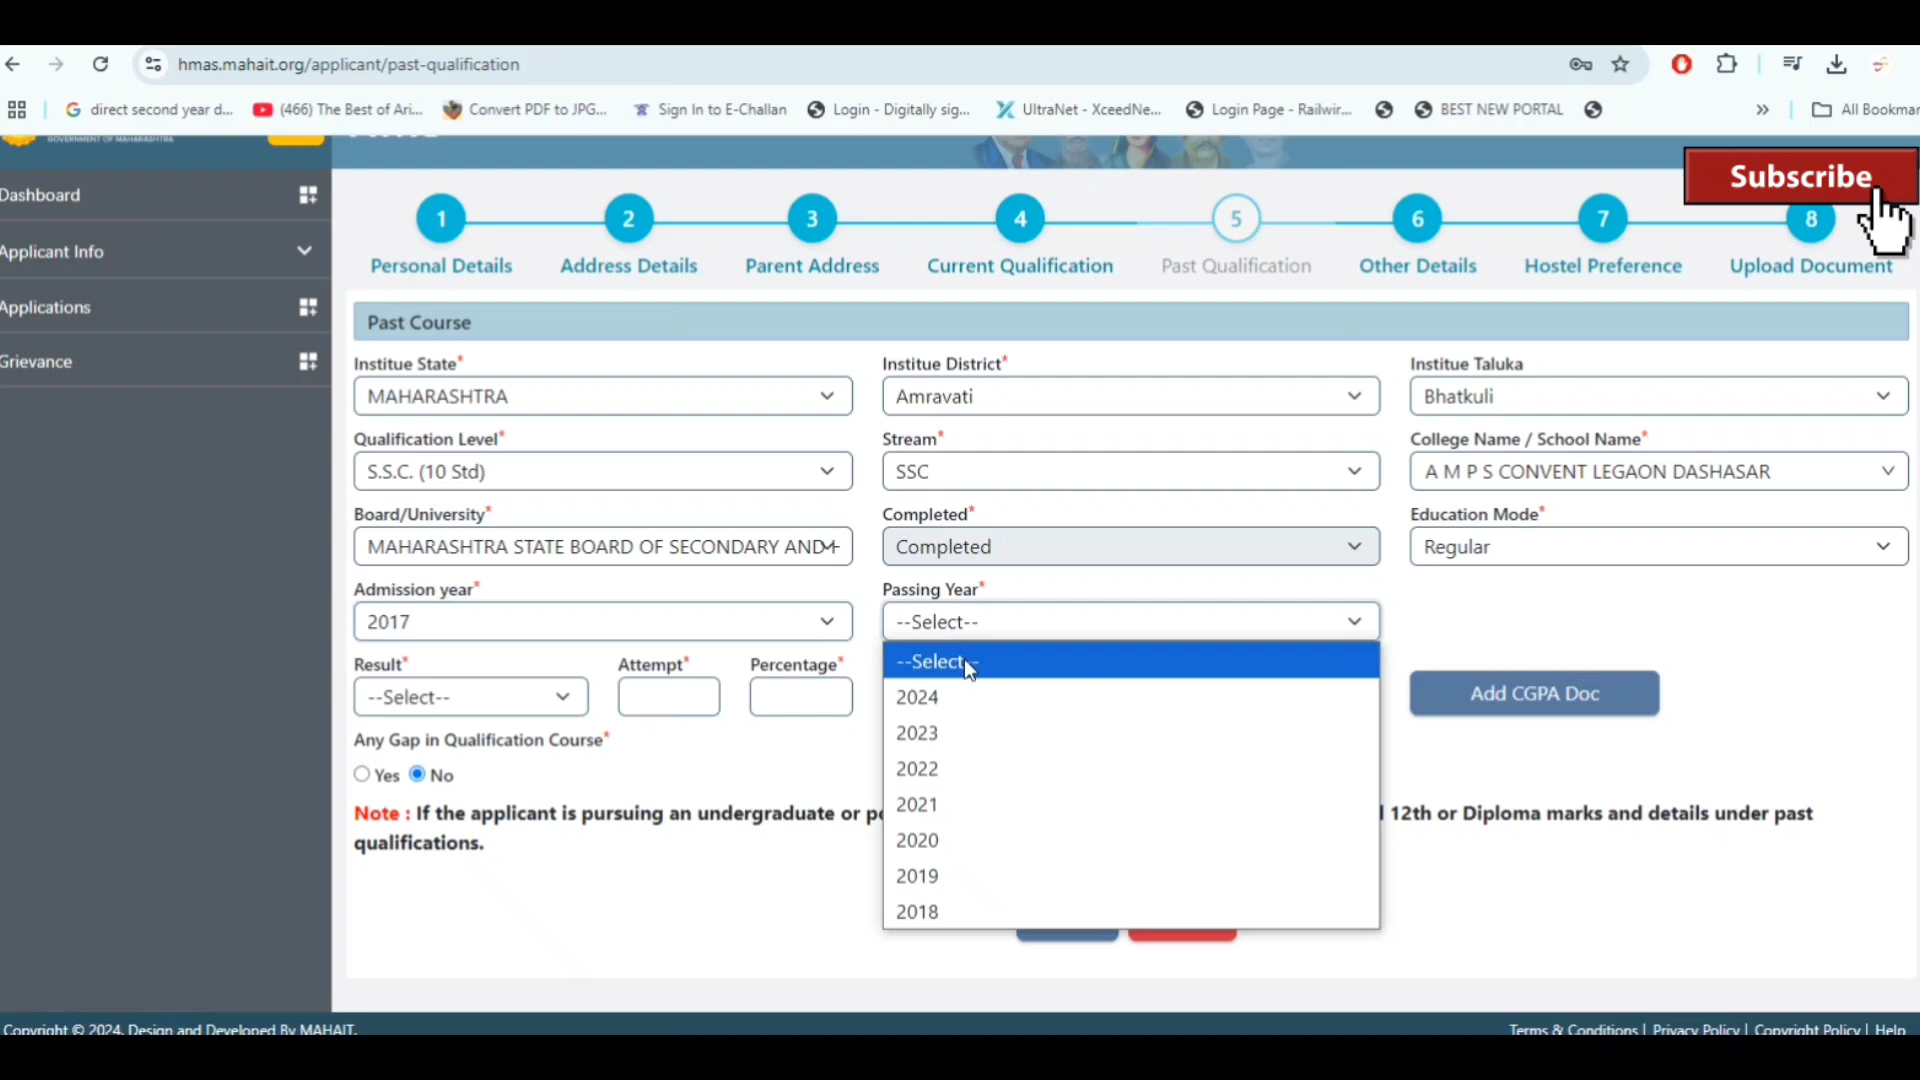 hmas.mahait.org/applicant/past-qualification
direct second year d... (466) The Best of Ari... Convert PDF to JPG... Sign In to E-Challan Login - Digitally sig... UltraNet - XceedNe... Login Page - Railwir... BEST NEW PORTAL » All Bookmar
GOVERNMENT OF MAHARASHTRA
Subscribe
Dashboard
Applicant Info
Applications
Grievance
1 2 3 4 5 6 7 8
Personal Details Address Details Parent Address Current Qualification Past Qualification Other Details Hostel Preference Upload Document
Past Course
Institue State* Institue District* Institue Taluka
MAHARASHTRA Amravati Bhatkuli
Qualification Level* Stream* College Name / School Name*
S.S.C. (10 Std) SSC A M P S CONVENT LEGAON DASHASAR
Board/University* Completed* Education Mode*
MAHARASHTRA STATE BOARD OF SECONDARY AND Completed Regular
Admission year* Passing Year*
2017 --Select--
Result* Attempt* Percentage*
--Select--
--Select--
2024
2023
2022
2021
2020
2019
2018
Add CGPA Doc
Any Gap in Qualification Course*
Yes No
Note : If the applicant is pursuing an undergraduate or 12th or Diploma marks and details under past
qualifications.
Copyright © 2024. Design and Developed By MAHAIT.
Terms & Conditions | Privacy Policy | Copyright Policy | Help